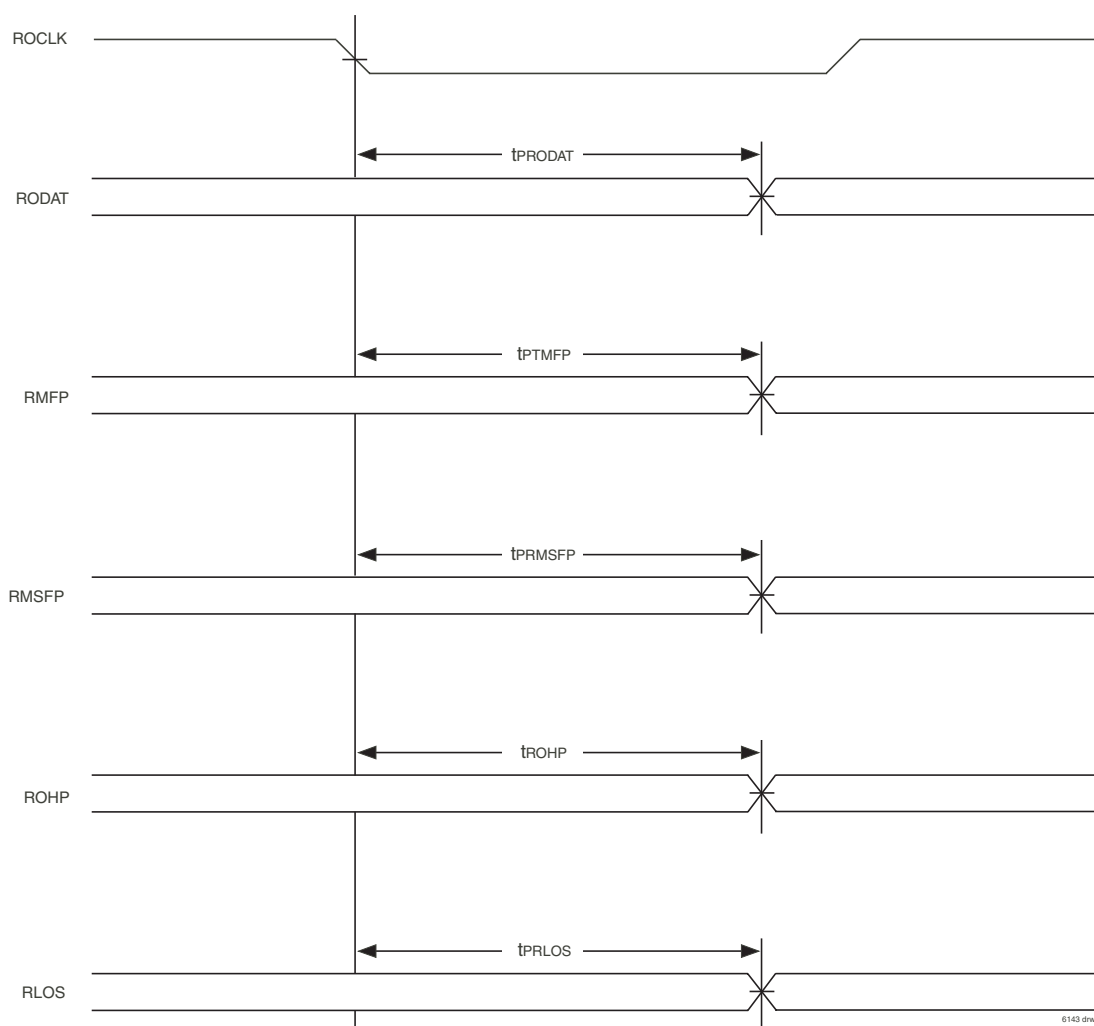 ROCLK
tPRODAT
RODAT
tPTMFP
RMFP
tPRMSFP
RMSFP
tROHP
ROHP
tPRLOS
RLOS
6143 drw